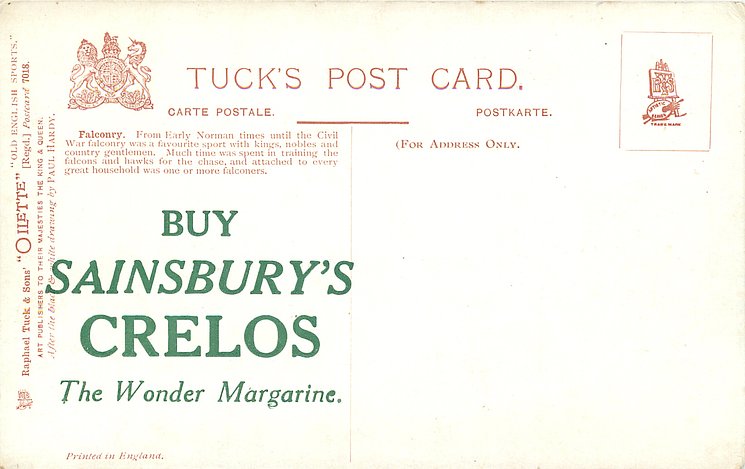 TUCK'S POST CARD.
CARTE POSTALE.
POSTKARTE.
Falconry. From Early Norman times until the Civil
War falconry was a favourite sport with kings, nobles and
country gentlemen. Much time was spent in training the
falcons and hawks for the chase, and attached to every
great household was one or more falconers.
(FOR ADDRESS ONLY.
BUY
SAINSBURY'S
CRELOS
The Wonder Margarine.
Printed in England.
Raphael Tuck & Sons' "OILETTE" "OLD ENGLISH SPORTS." [Regd.] Postcard 7018.
ART PUBLISHERS TO THEIR MAJESTIES THE KING & QUEEN.
After the black & white drawing by PAUL HARDY.
ARTISTIC
SERIES
TRADE MARK